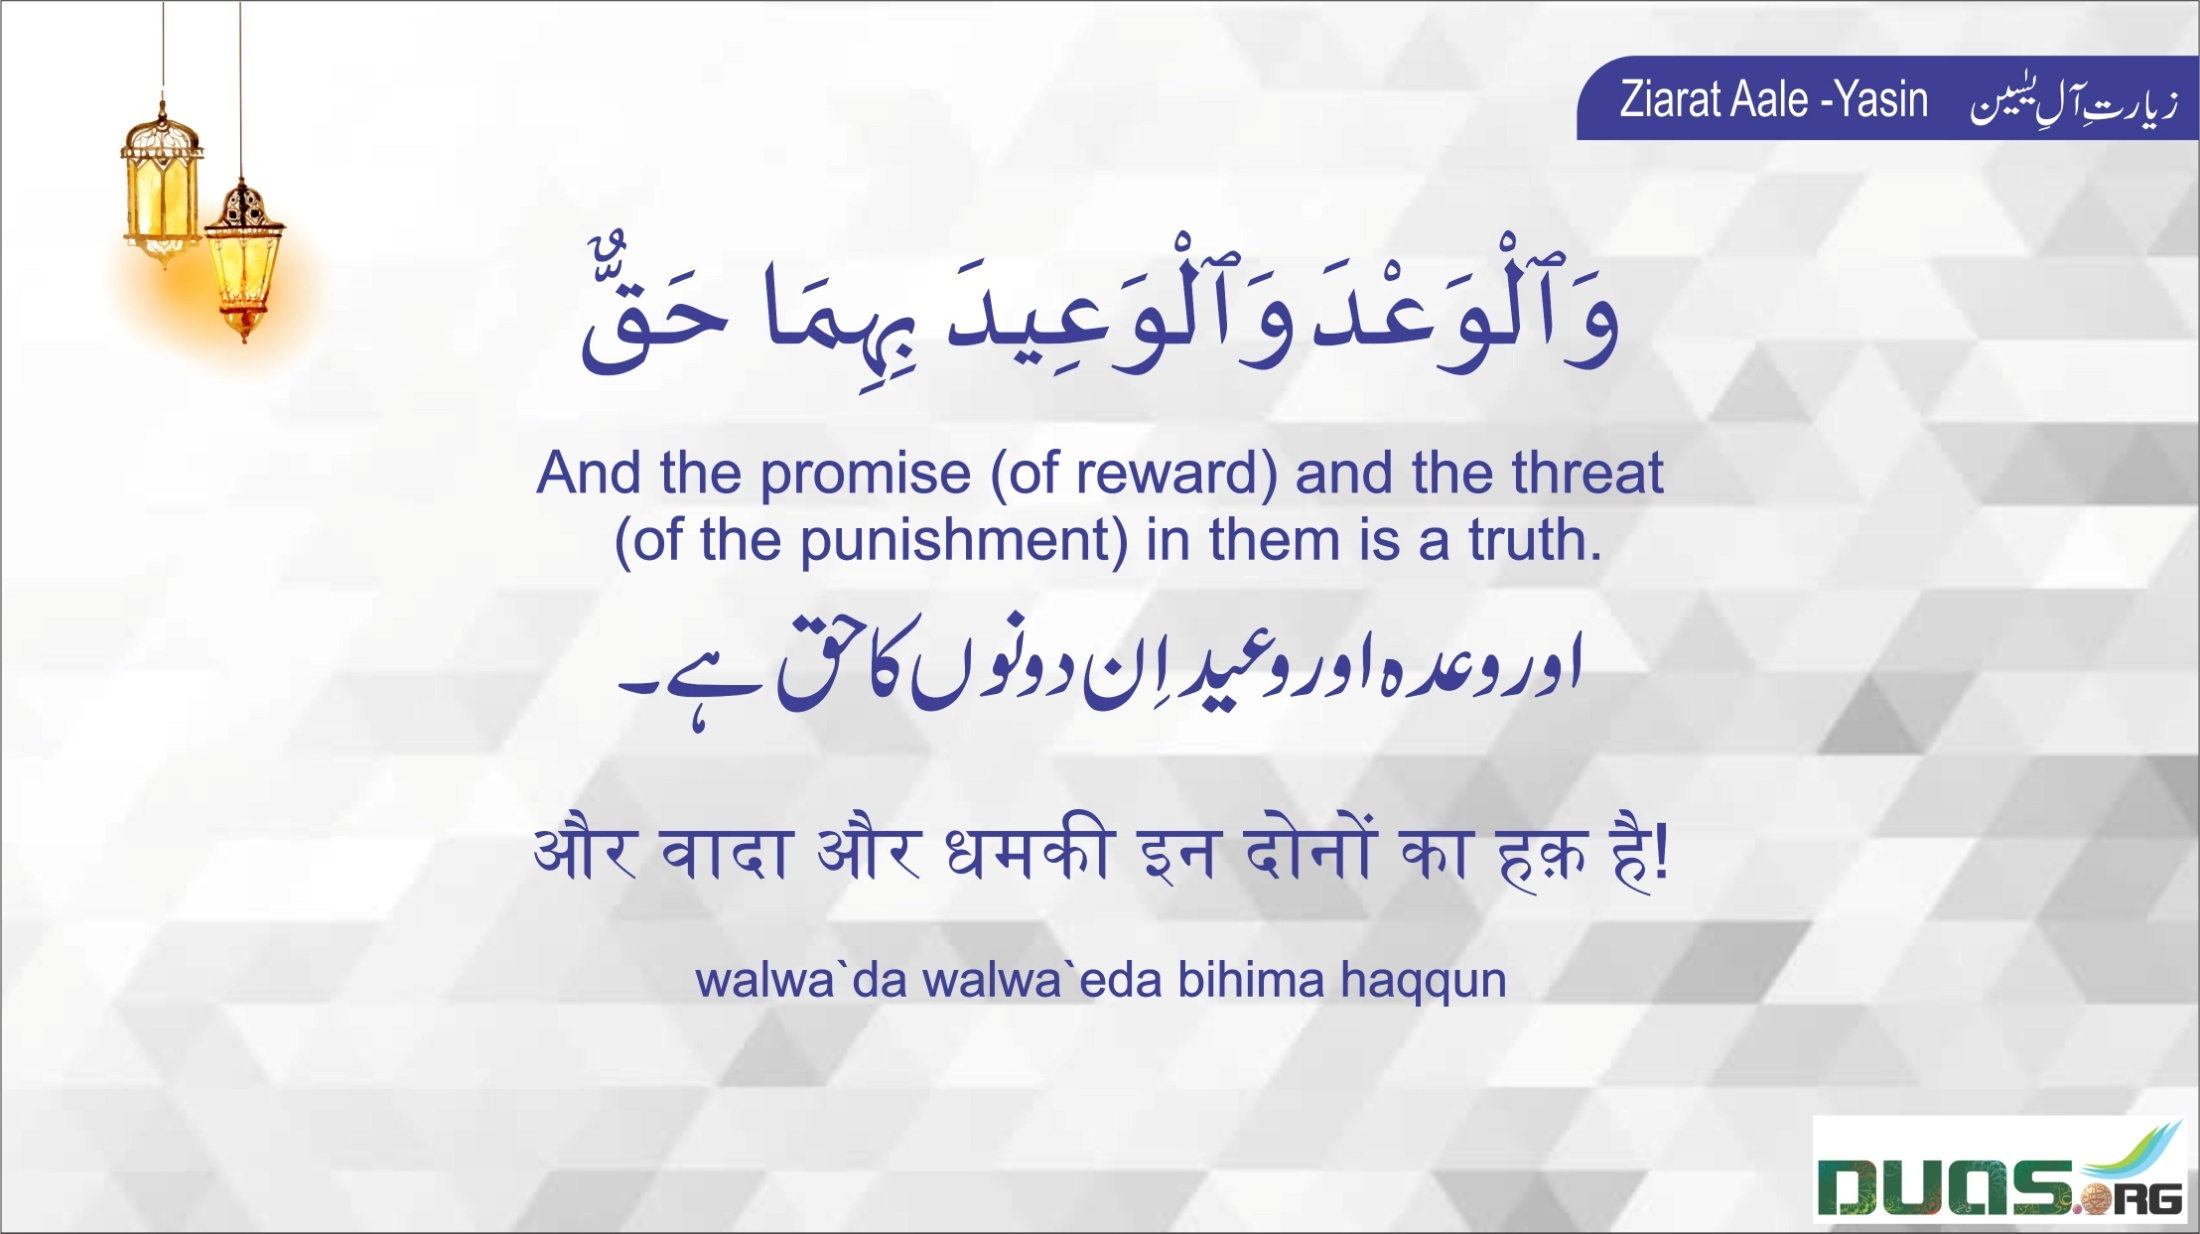 Ziarat Aale -Yasin زیارتِ آلِ یٰسین
وَٱلْوَعْدَ وَٱلْوَعِيدَ بِهِمَا حَقٌّ
And the promise (of reward) and the threat
(of the punishment) in them is a truth.
اور وعدہ اور وعید اِن دونوں کا حق ہے۔
और वादा और धमकी इन दोनों का हक़ है!
walwa`da walwa`eda bihima haqqun
DUAS.ORG